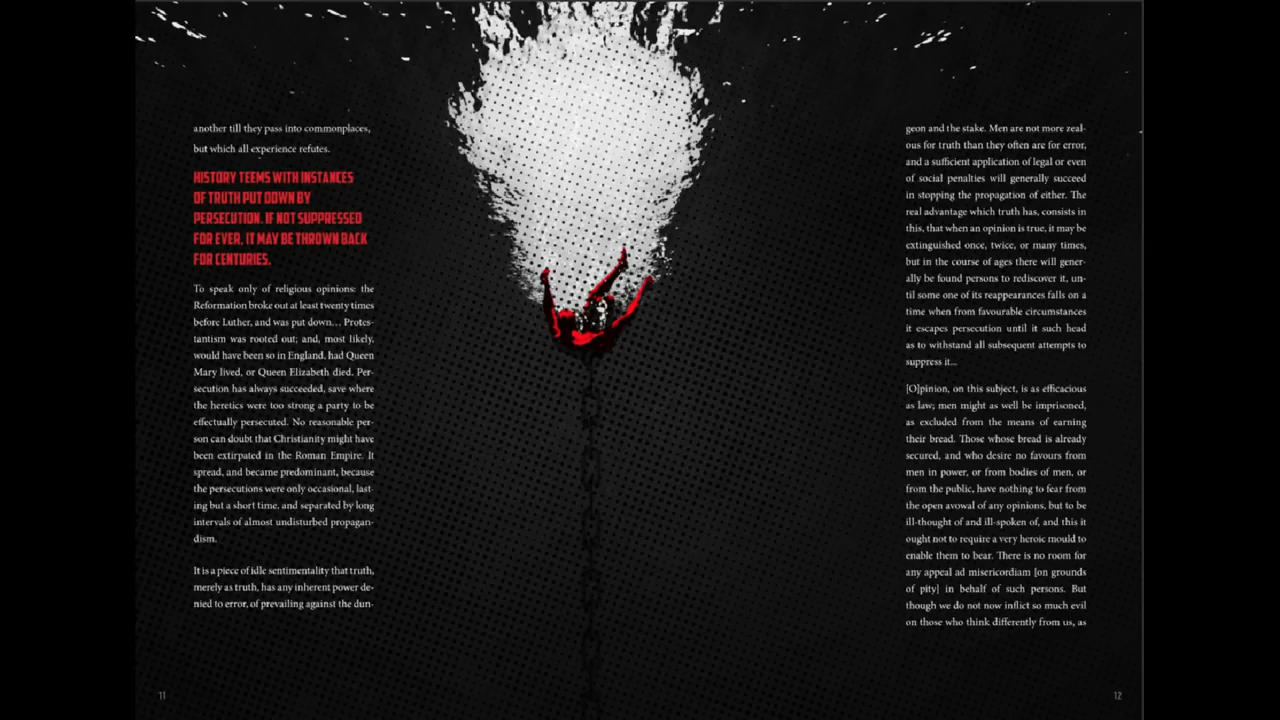 another till they pass into commonplaces,
but which all experience refutes.
HISTORY TEEMS WITH INSTANCES
OF TRUTH PUT DOWN BY
PERSECUTION. IF NOT SUPPRESSED
FOR EVER, IT MAY BE THROWN BACK
FOR CENTURIES.
To speak only of religious opinions: the
Reformation broke out at least twenty times
before Luther, and was put down... Protes-
tantism was rooted out; and, most likely,
would have been so in England, had Queen
Mary lived, or Queen Elizabeth died. Per-
secution has always succeeded, save where
the heretics were too strong a party to be
effectually persecuted. No reasonable per-
son can doubt that Christianity might have
been extirpated in the Roman Empire. It
spread, and became predominant, because
the persecutions were only occasional, last-
ing but a short time, and separated by long
intervals of almost undisturbed propagan-
dism.
It is a piece of idle sentimentality that truth,
merely as truth, has any inherent power de-
nied to error, of prevailing against the dun-
11
geon and the stake. Men are not more zeal-
ous for truth than they often are for error,
and a sufficient application of legal or even
of social penalties will generally succeed
in stopping the propagation of either. The
real advantage which truth has, consists in
this, that when an opinion is true, it may be
extinguished once, twice, or many times,
but in the course of ages there will gener-
ally be found persons to rediscover it, un-
til some one of its reappearances falls on a
time when from favourable circumstances
it escapes persecution until it such head
as to withstand all subsequent attempts to
suppress it...
[O]pinion, on this subject, is as efficacious
as law; men might as well be imprisoned,
as excluded from the means of earning
their bread. Those whose bread is already
secured, and who desire no favours from
men in power, or from bodies of men, or
from the public, have nothing to fear from
the open avowal of any opinions, but to be
ill-thought of and ill-spoken of, and this it
ought not to require a very heroic mould to
enable them to bear. There is no room for
any appeal ad misericordiam [on grounds
of pity] in behalf of such persons. But
though we do not now inflict so much evil
on those who think differently from us, as
12